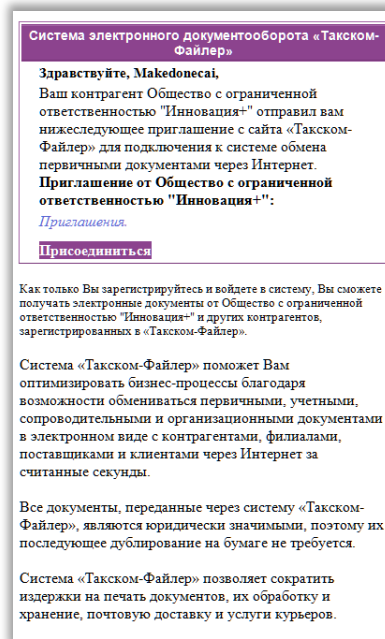 Система электронного документооборота «Такском-
Файлер»
Здравствуйте, Makedonecai,
Ваш контрагент Общество с ограниченной
ответственностью "Инновация+" отправил вам
нижеследующее приглашение с сайта «Такском-
Файлер» для подключения к системе обмена
первичными документами через Интернет.
Приглашение от Общество с ограниченной
ответственностью "Инновация+":
Приглашения.
Присоединиться
Как только Вы зарегистрируйтесь и войдете в систему, Вы сможете
получать электронные документы от Общество с ограниченной
ответственностью "Инновация+" и других контрагентов,
зарегистрированных в «Такском-Файлер».
Система «Такском-Файлер» поможет Вам
оптимизировать бизнес-процессы благодаря
возможности обмениваться первичными, учетными,
сопроводительными и организационными документами
в электронном виде с контрагентами, филиалами,
поставщиками и клиентами через Интернет за
считанные секунды.
Все документы, переданные через систему «Такском-
Файлер», являются юридически значимыми, поэтому их
последующее дублирование на бумаге не требуется.
Система «Такском-Файлер» позволяет сократить
издержки на печать документов, их обработку и
хранение, почтовую доставку и услуги курьеров.